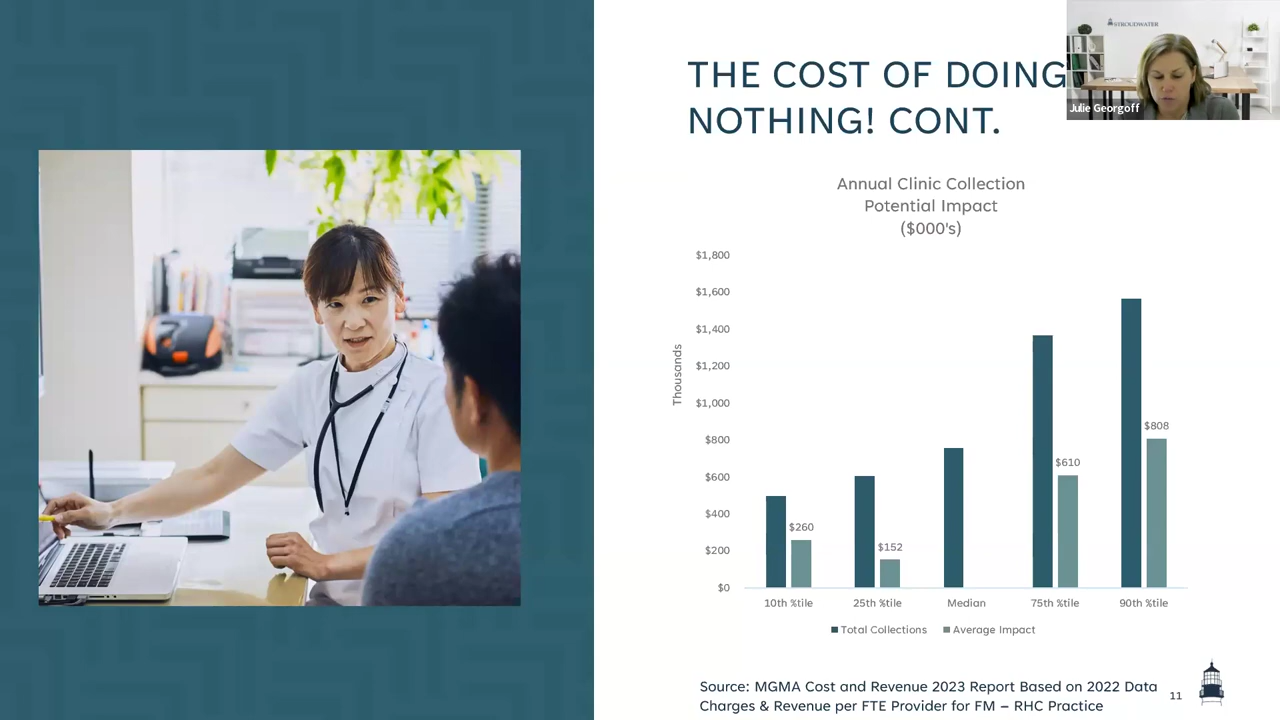 STROUDWATER
Julie Georgoff
THE COST OF DOING
NOTHING! CONT.
Annual Clinic Collection
Potential Impact
($000's)
Thousands
$1,800
$1,600
$1,400
$1,200
$1,000
$800
$600
$400
$200
$0
$260
$152
$610
$808
10th %tile
25th %tile
Median
75th %tile
90th %tile
Total Collections
Average Impact
Source: MGMA Cost and Revenue 2023 Report Based on 2022 Data
Charges & Revenue per FTE Provider for FM – RHC Practice
11